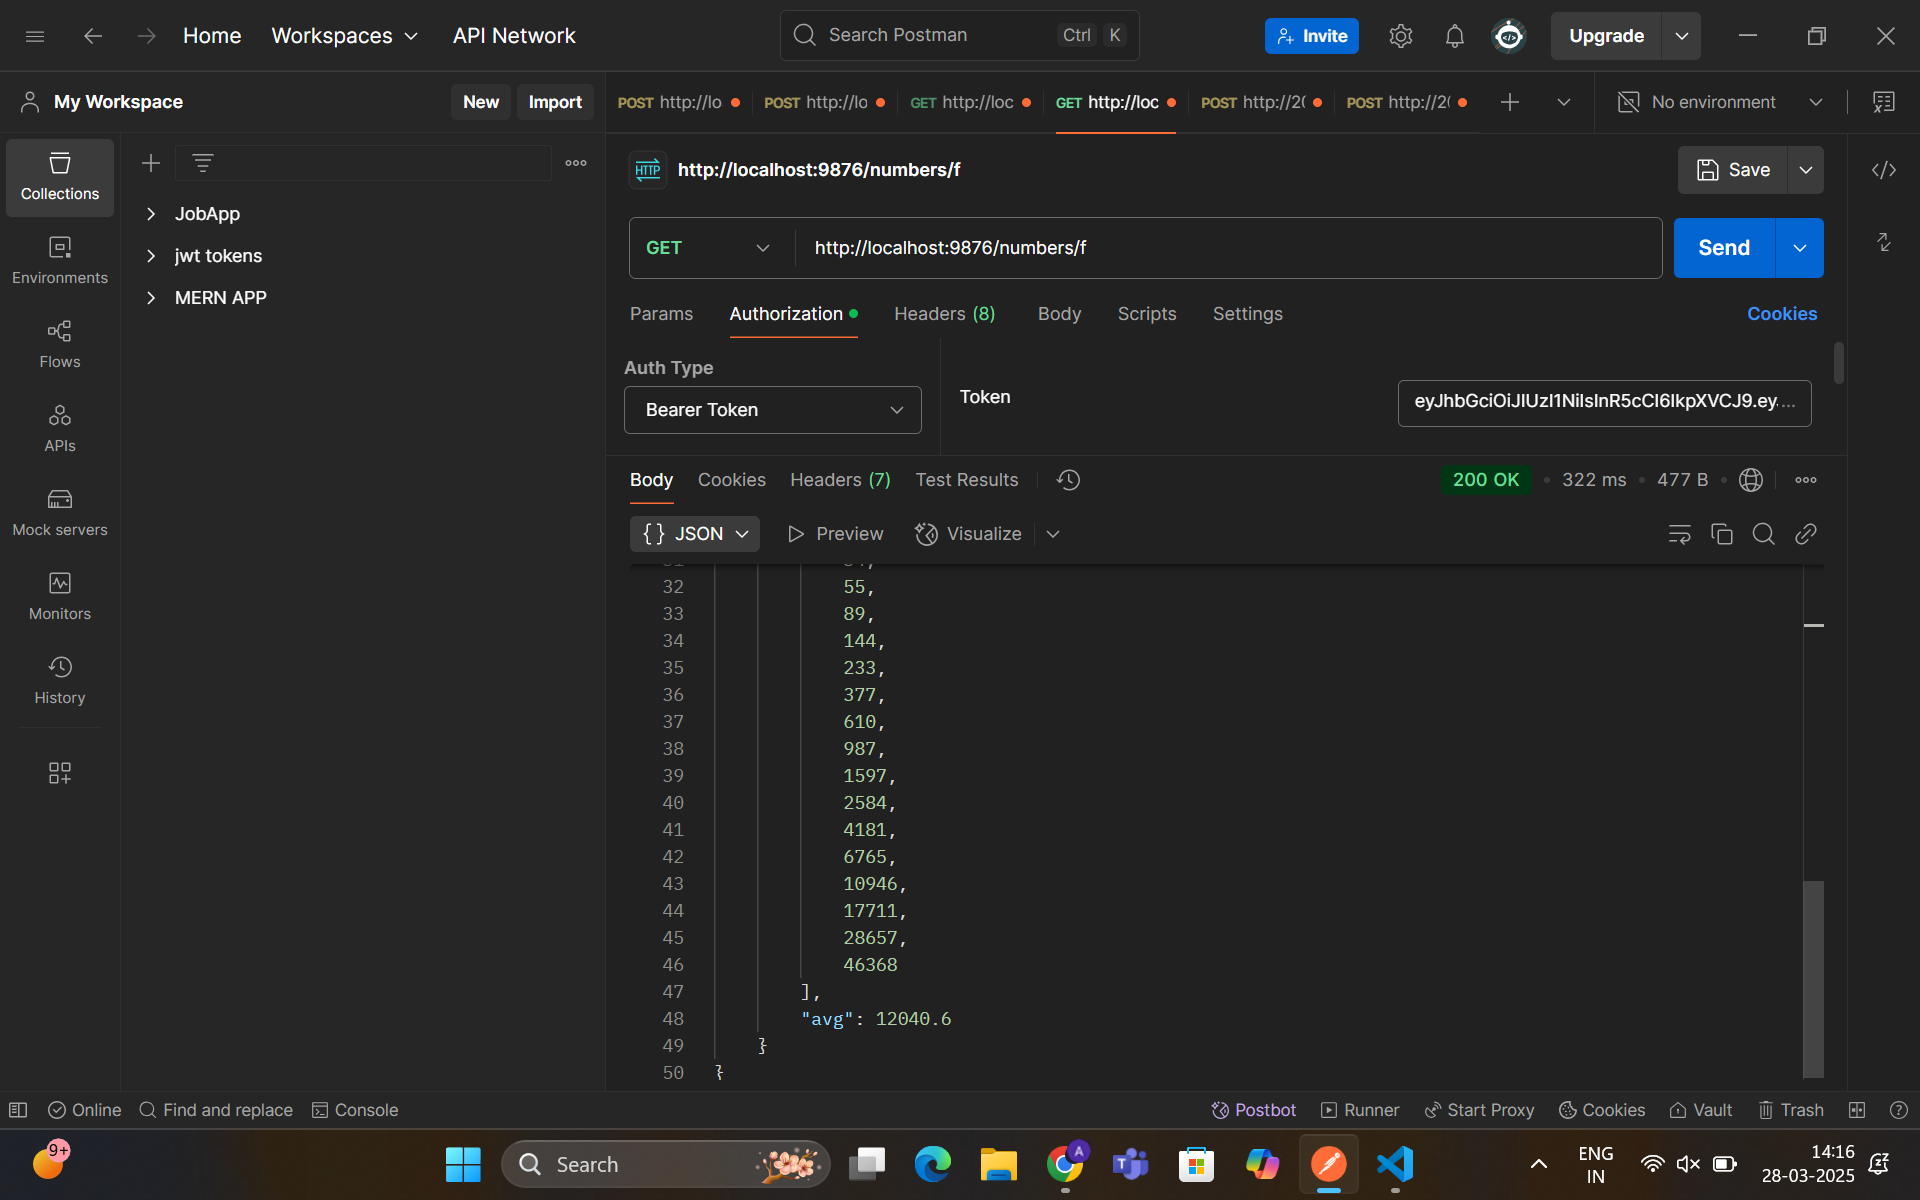 Home Workspaces API Network Search Postman Ctrl K Invite Upgrade
My Workspace New Import POST http://lo POST http://lo GET http://loc GET http://loc POST http://2( POST http://2( No environment
Collections
JobApp
jwt tokens
MERN APP
Environments
Flows
APIs
Mock servers
Monitors
History
HTTP http://localhost:9876/numbers/f Save
GET http://localhost:9876/numbers/f Send
Params Authorization Headers (8) Body Scripts Settings Cookies
Auth Type
Bearer Token
Token
Body Cookies Headers (7) Test Results 200 OK 322 ms 477 B
{} JSON Preview Visualize
32 55,
33 89,
34 144,
35 233,
36 377,
37 610,
38 987,
39 1597,
40 2584,
41 4181,
42 6765,
43 10946,
44 17711,
45 28657,
46 46368
47 ],
48 "avg": 12040.6
49 }
50 }
Online Find and replace Console Postbot Runner Start Proxy Cookies Vault Trash
9+ Search A ENG 14:16
IN 28-03-2025